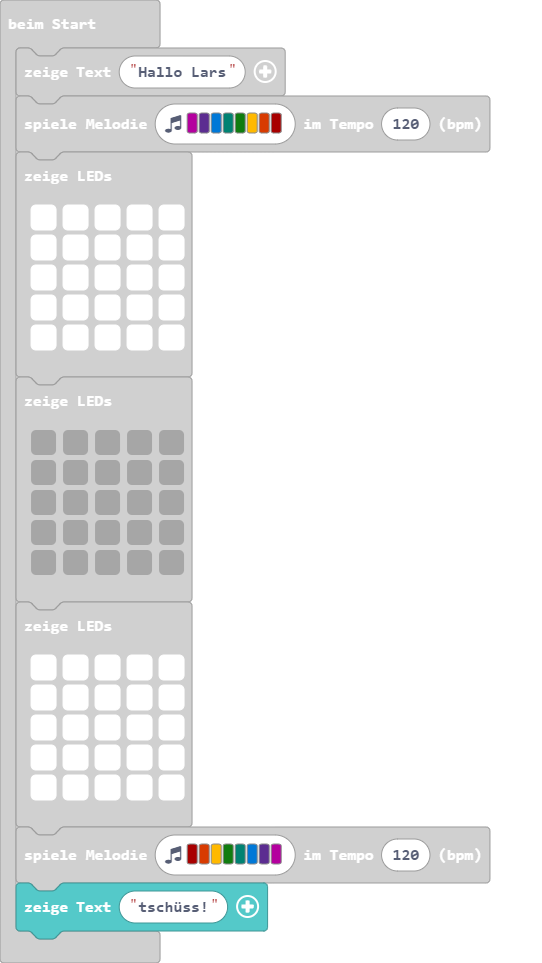 beim Start
zeige Text "Hallo Lars"
spiele Melodie im Tempo 120 (bpm)
zeige LEDs
zeige LEDs
zeige LEDs
spiele Melodie im Tempo 120 (bpm)
zeige Text "tschüss!"